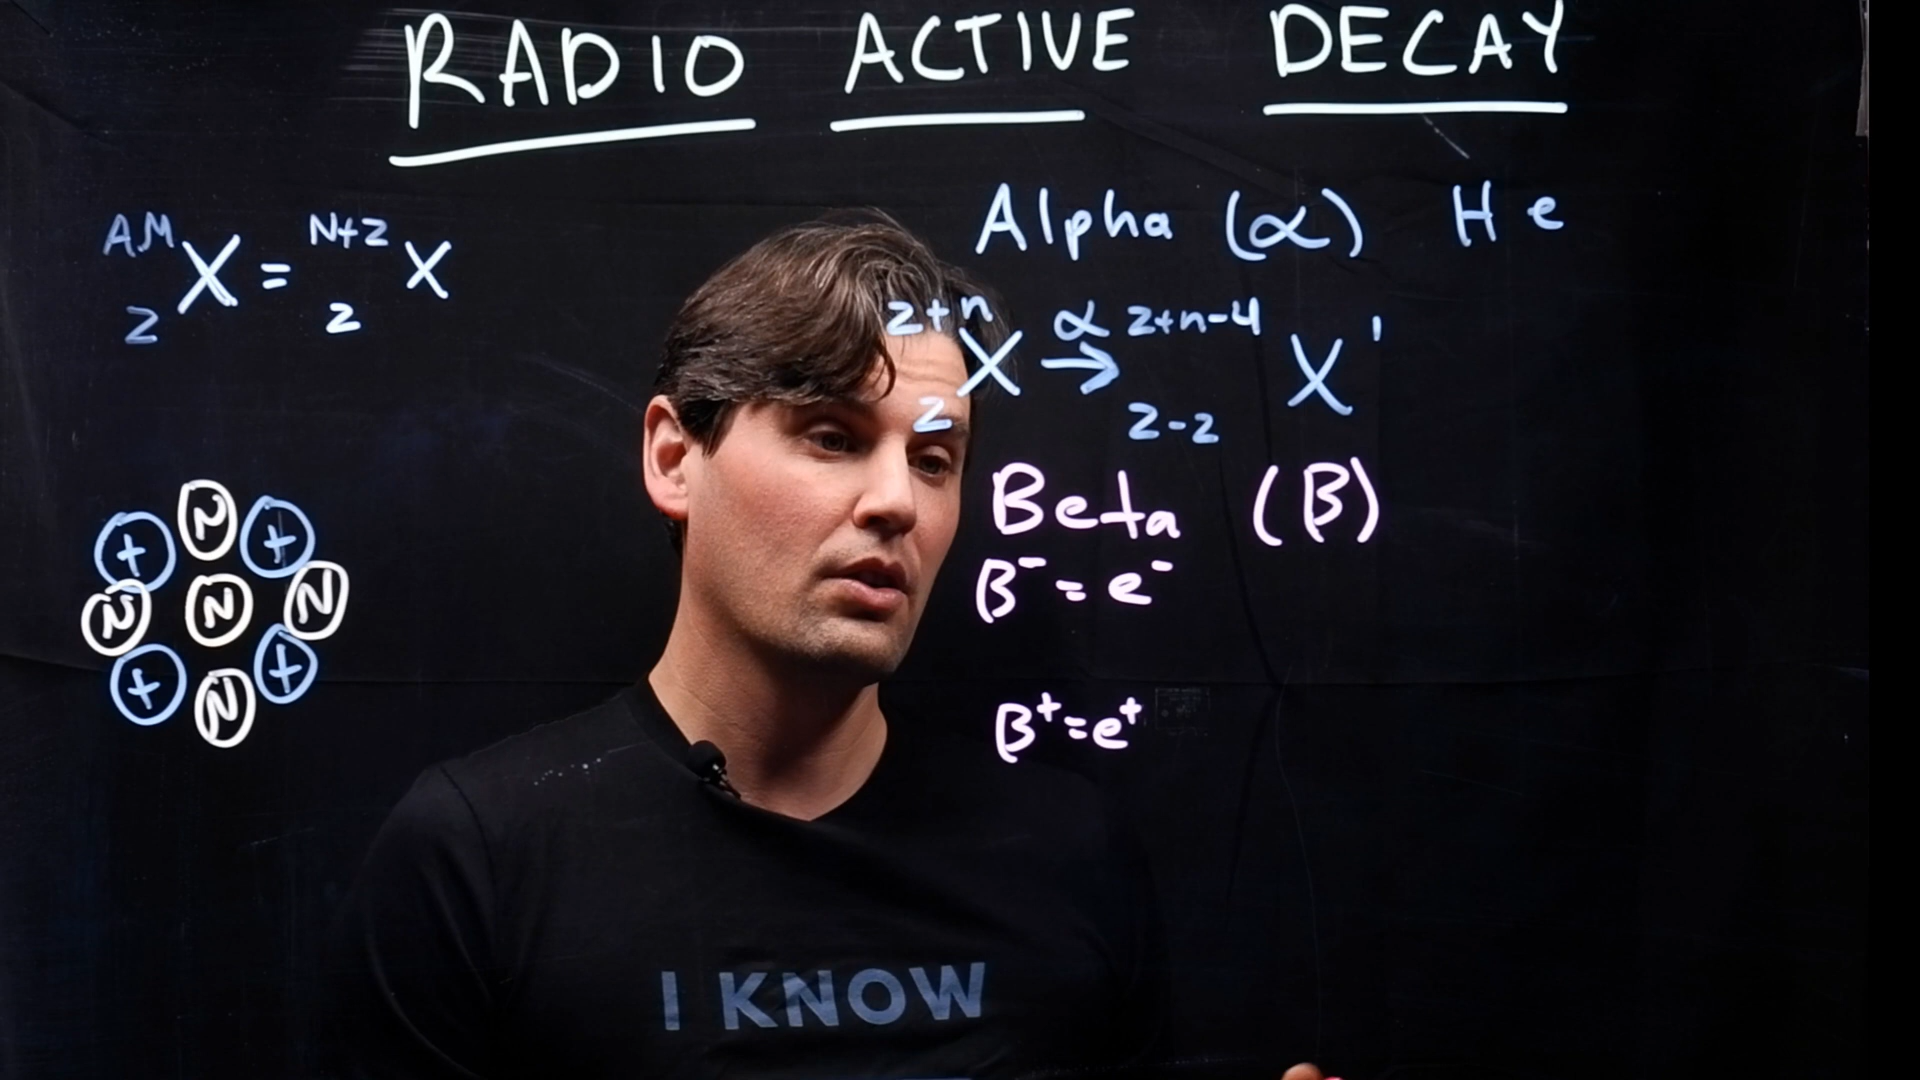 RADIO ACTIVE DECAY
AM
Z X = N+Z
Z X
Alpha (α) He
z+n
z X α → z+n-4
z-2 X'
Beta (β)
β⁻ = e⁻
β⁺ = e⁺
+ N +
N N N
+ N +
I KNOW